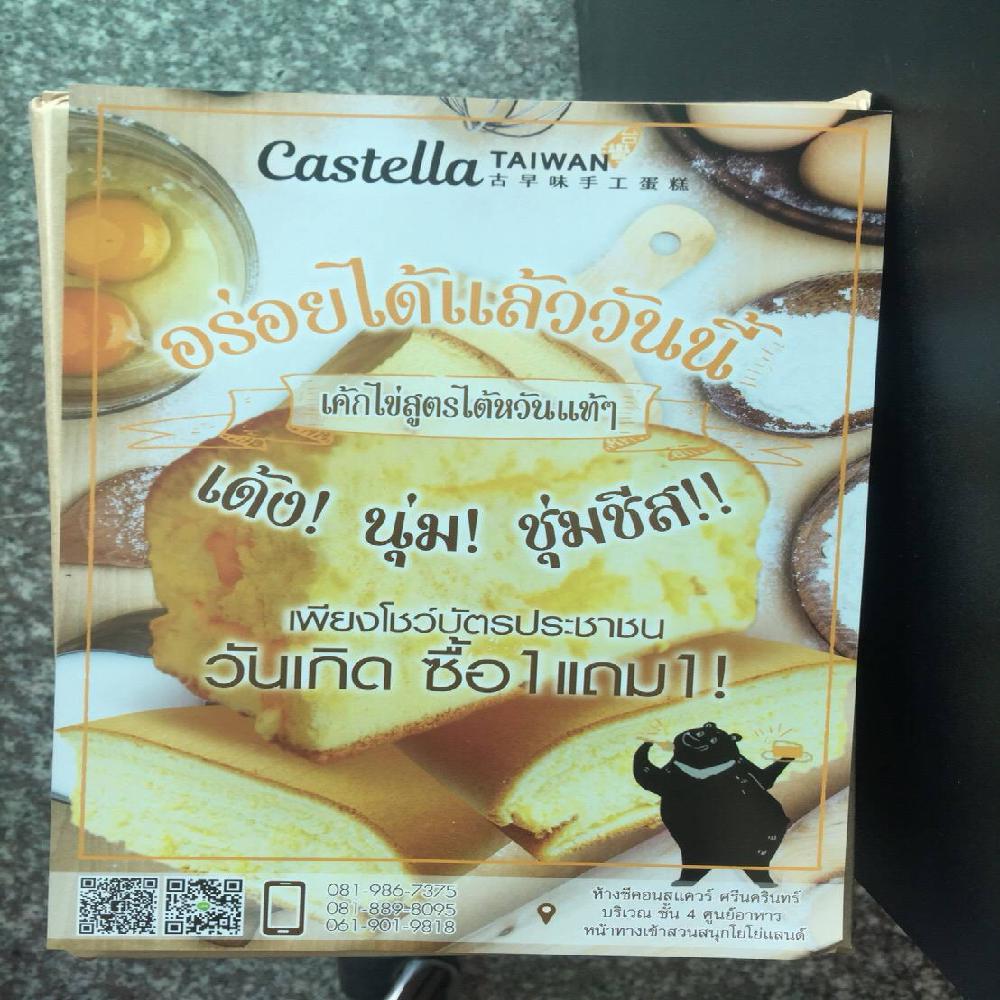 Castella TAIWAN
古早味手工蛋糕
อร่อยได้แล้ววันนี้
เค้กไข่สูตรไต้หวันแท้ๆ
เด้ง! นุ่ม! ชุ่มชีส!!
เพียงโชว์บัตรประชาชน
วันเกิด ซื้อ1แถม1!
081-986-7375
081-889-8095
061-901-9818
ห้างซีคอนสแควร์ ศรีนครินทร์
บริเวณ ชั้น 4 ศูนย์อาหาร
หน้าทางเข้าสวนสนุกโยโย่แลนด์